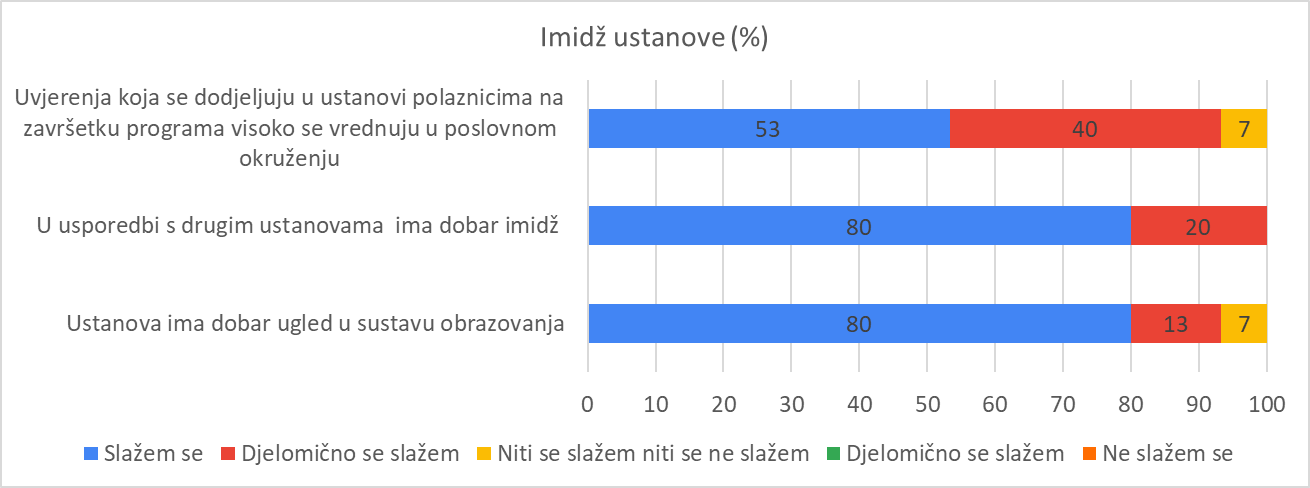 Imidž ustanove (%)
Uvjerenja koja se dodjeljuju u ustanovi polaznicima na
završetku programa visoko se vrednuju u poslovnom
okruženju
53 40 7
U usporedbi s drugim ustanovama  ima dobar imidž
80 20
Ustanova ima dobar ugled u sustavu obrazovanja
80 13 7
0 10 20 30 40 50 60 70 80 90 100
Slažem se Djelomično se slažem Niti se slažem niti se ne slažem Djelomično se slažem Ne slažem se